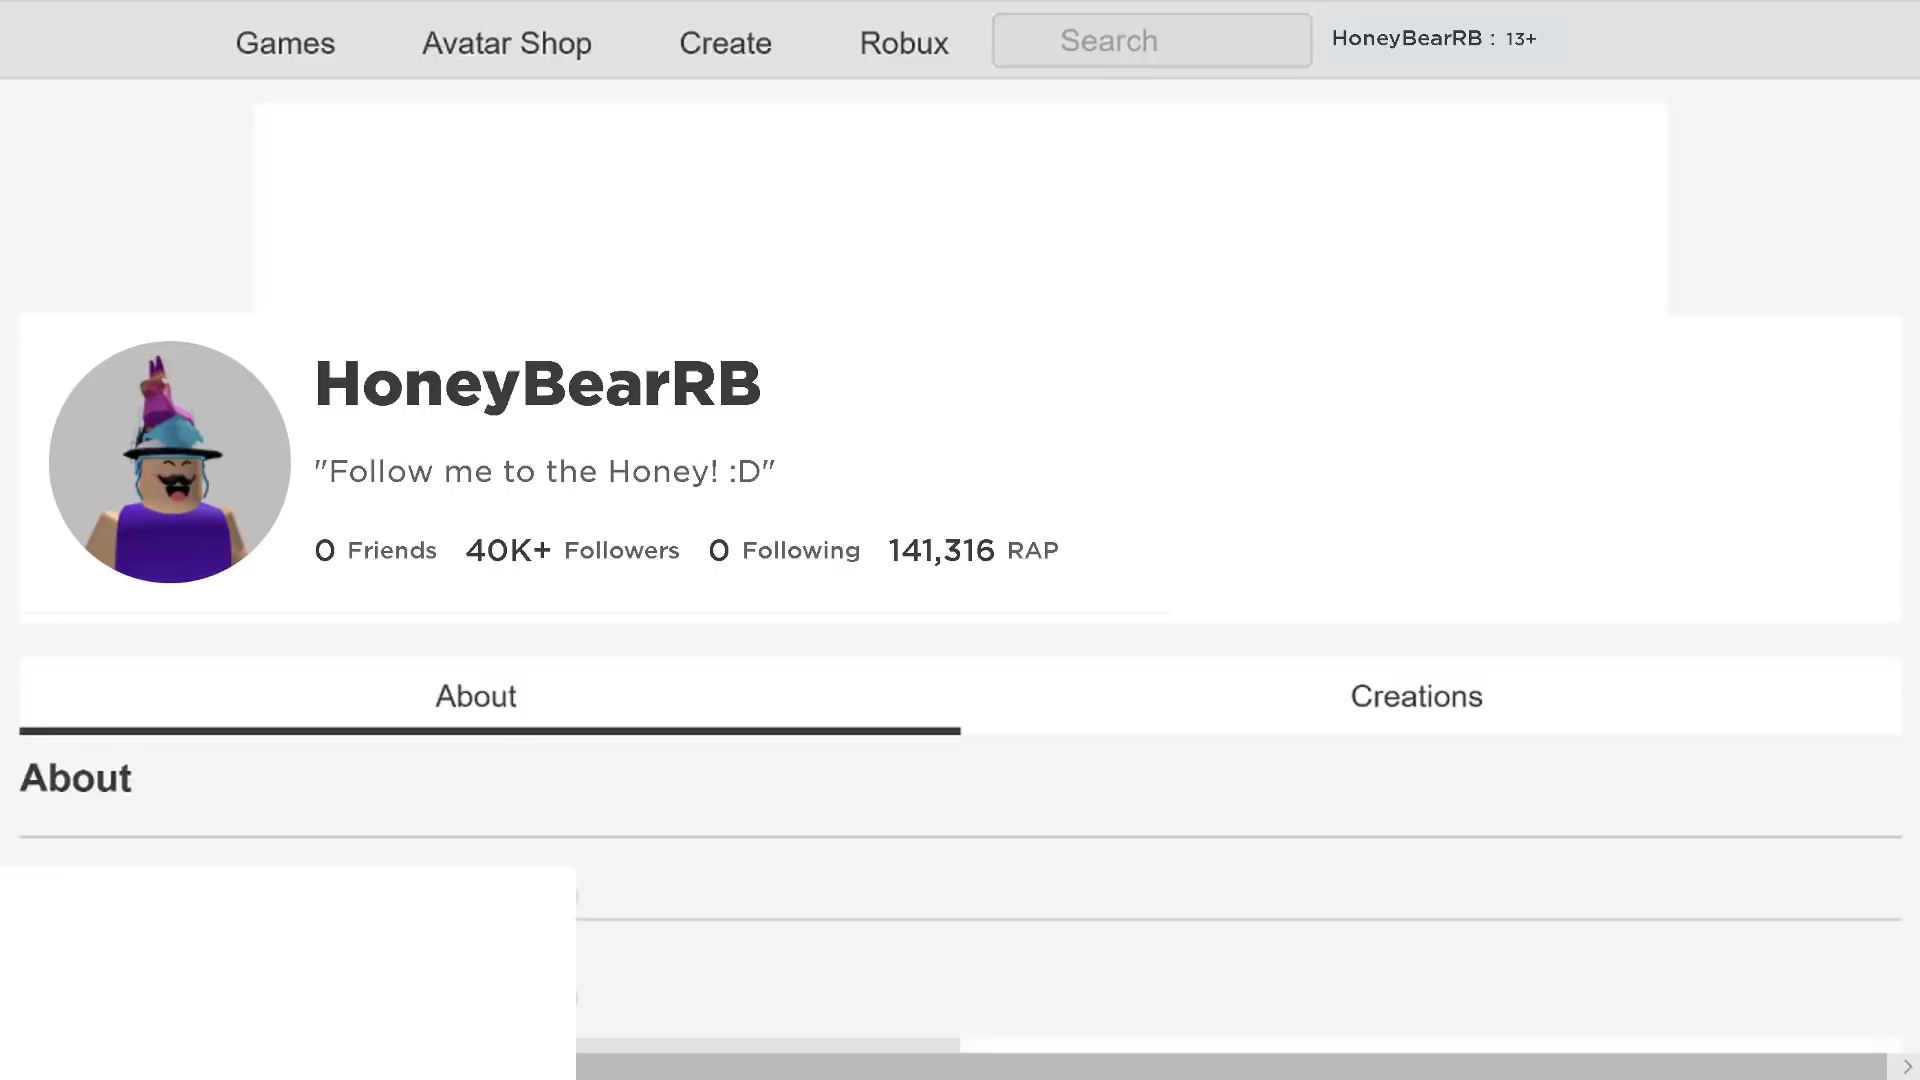 Games Avatar Shop Create Robux Search HoneyBearRB : 13+
HoneyBearRB
"Follow me to the Honey! :D"
0 Friends 40K+ Followers 0 Following 141,316 RAP
About Creations
About